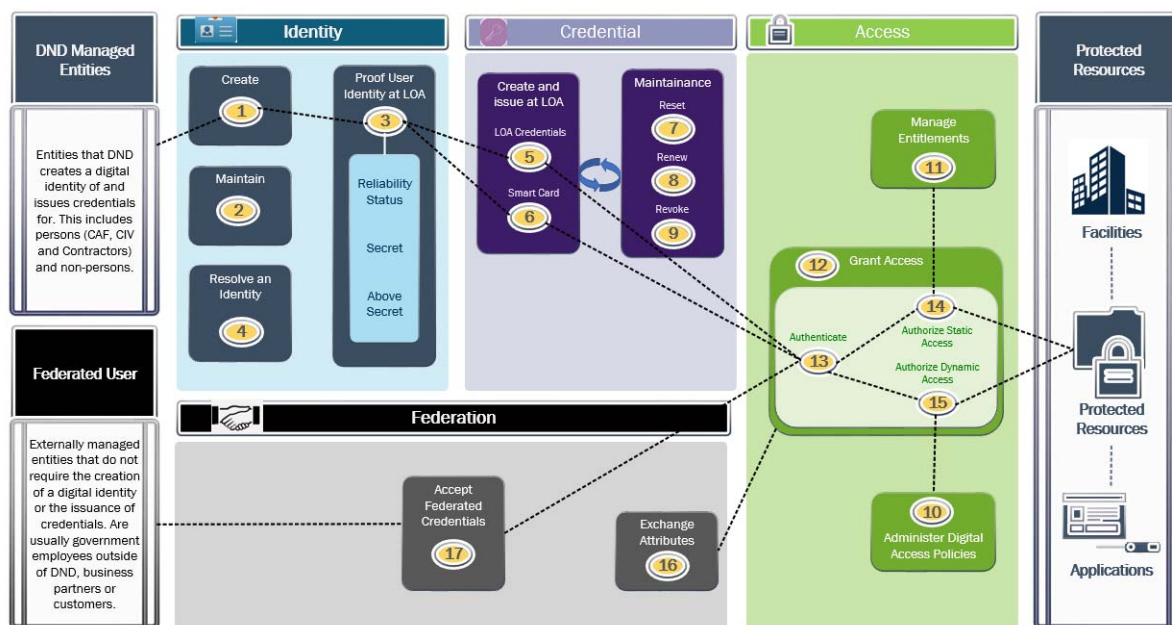 DND Managed
Entities
Entities that DND
creates a digital
identity of and
issues credentials
for. This includes
persons (CAF, CIV
and Contractors)
and non-persons.
Federated User
Externally managed
entities that do not
require the creation
of a digital identity
or the issuance of
credentials. Are
usually government
employees outside
of DND, business
partners or
customers.
Identity
Create
1
Maintain
2
Resolve an
Identity
4
Proof User
Identity at LOA
3
Reliability
Status
Secret
Above
Secret
Credential
Create and
issue at LOA
LOA Credentials
5
Smart Card
6
Maintainance
Reset
7
Renew
8
Revoke
9
Federation
Accept
Federated
Credentials
17
Exchange
Attributes
16
Access
Manage
Entitlements
11
12
Grant Access
Authenticate
13
14
Authorize Static
Access
Authorize Dynamic
Access
15
10
Administer Digital
Access Policies
Protected
Resources
Facilities
Protected
Resources
Applications